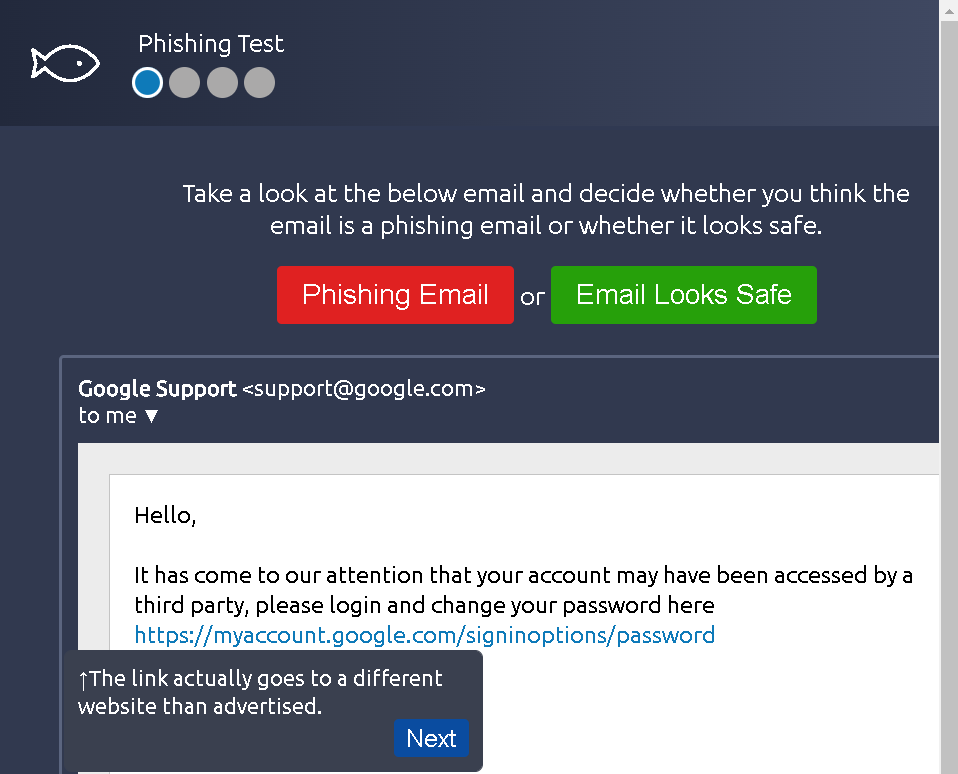 Phishing Test
Take a look at the below email and decide whether you think the
email is a phishing email or whether it looks safe.
Phishing Email or Email Looks Safe
Google Support <support@google.com>
to me ▼
Hello,
It has come to our attention that your account may have been accessed by a
third party, please login and change your password here
https://myaccount.google.com/signinoptions/password
↑The link actually goes to a different
website than advertised.
Next